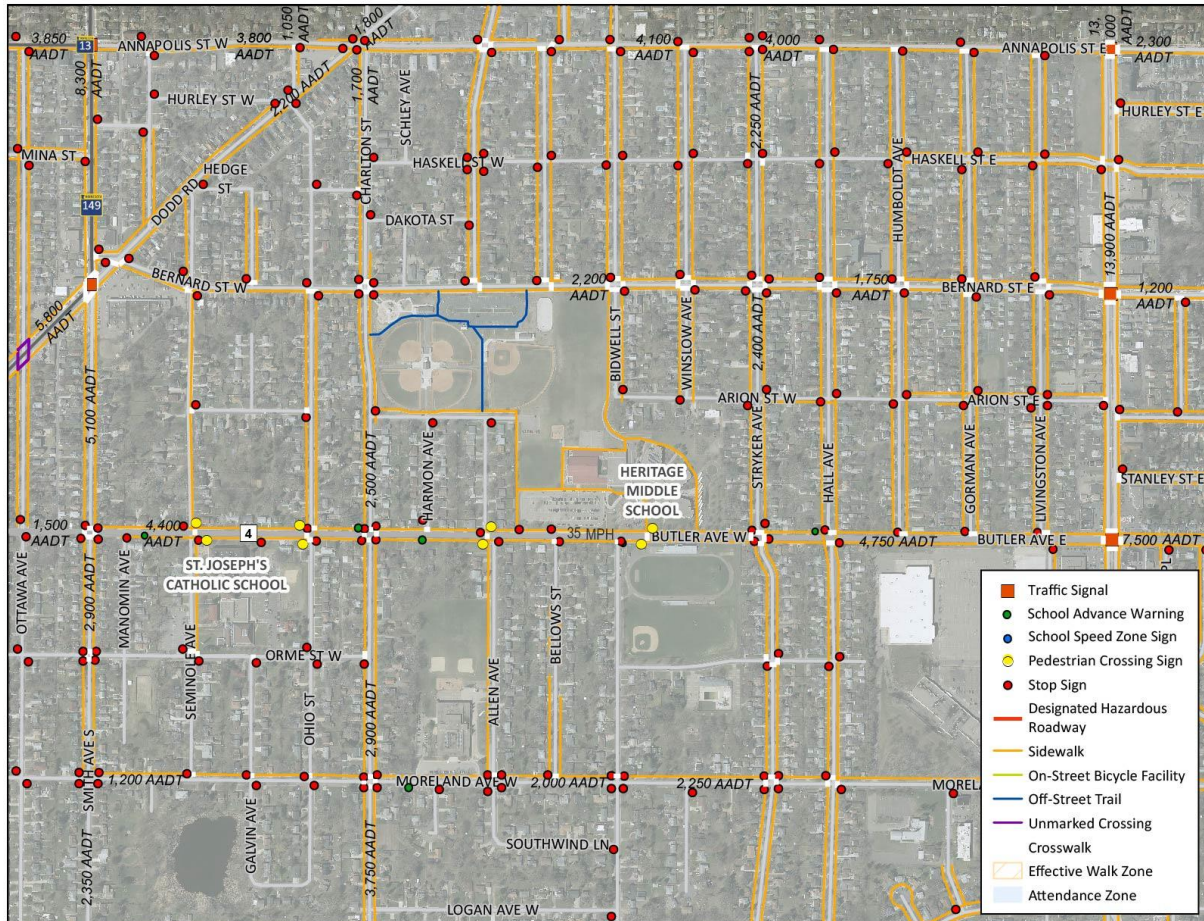 3,850
AADT
13
ANNAPOLIS ST W
3,800
AADT
1,050
AADT
1,800
AADT
4,100
AADT
4,000
AADT
ANNAPOLIS ST E
13,
000
AADT
2,300
AADT
8,300
AADT
1,700
AADT
SCHLEY AVE
2,250
AADT
HURLEY ST W
2,200 AADT
HURLEY ST E
MINA ST
HEDGE
ST
HASKELL ST W
HASKELL ST E
HUMBOLDT AVE
CHARLTON ST
149
DODD RD
DAKOTA ST
BERNARD ST W
2,200
AADT
1,750
AADT
BERNARD ST E
13,900 AADT
1,200
AADT
5,800
AADT
BIDWELL ST
WINSLOW AVE
2,400 AADT
ARION ST W
ARION ST E
5,100 AADT
2,500 AADT
HARMON AVE
STRYKER AVE
HALL AVE
GORMAN AVE
LIVINGSTON AVE
STANLEY ST E
HERITAGE
MIDDLE
SCHOOL
1,500
AADT
4,400
AADT
4
35 MPH
BUTLER AVE W
4,750 AADT
BUTLER AVE E
7,500 AADT
PL
ST. JOSEPH'S
CATHOLIC SCHOOL
OTTAWA AVE
2,900 AADT
MANOMIN AVE
SEMINOLE AVE
ORME ST W
OHIO ST
2,900 AADT
ALLEN AVE
BELLOWS ST
SMITH AVE S
1,200 AADT
MORELAND AVE W
2,000 AADT
2,250 AADT
MORELA
GALVIN AVE
2,350 AADT
3,750 AADT
SOUTHWIND LN
LOGAN AVE W
Traffic Signal
School Advance Warning
School Speed Zone Sign
Pedestrian Crossing Sign
Stop Sign
Designated Hazardous
Roadway
Sidewalk
On-Street Bicycle Facility
Off-Street Trail
Unmarked Crossing
Crosswalk
Effective Walk Zone
Attendance Zone